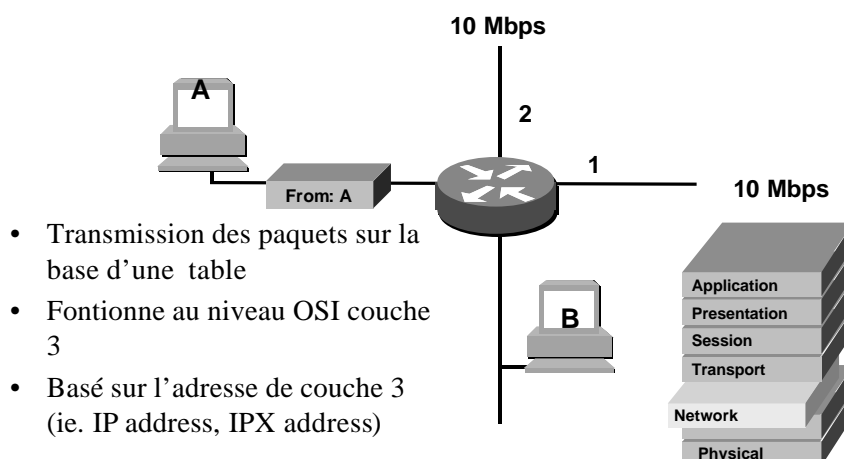 10 Mbps
A
2
1
From: A
10 Mbps
• Transmission des paquets sur la
base d'une table
• Fontionne au niveau OSI couche
3
• Basé sur l'adresse de couche 3
(ie. IP address, IPX address)
B
Application
Presentation
Session
Transport
Network
Physical